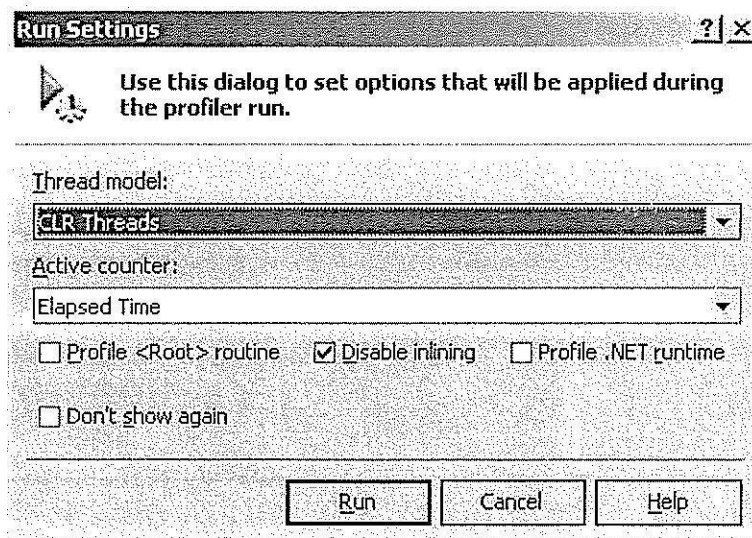 Run Settings
Use this dialog to set options that will be applied during
the profiler run.
Thread model:
CLR Threads
Active counter:
Elapsed Time
Profile <Root> routine Disable inlining Profile .NET runtime
Don't show again
Run Cancel Help